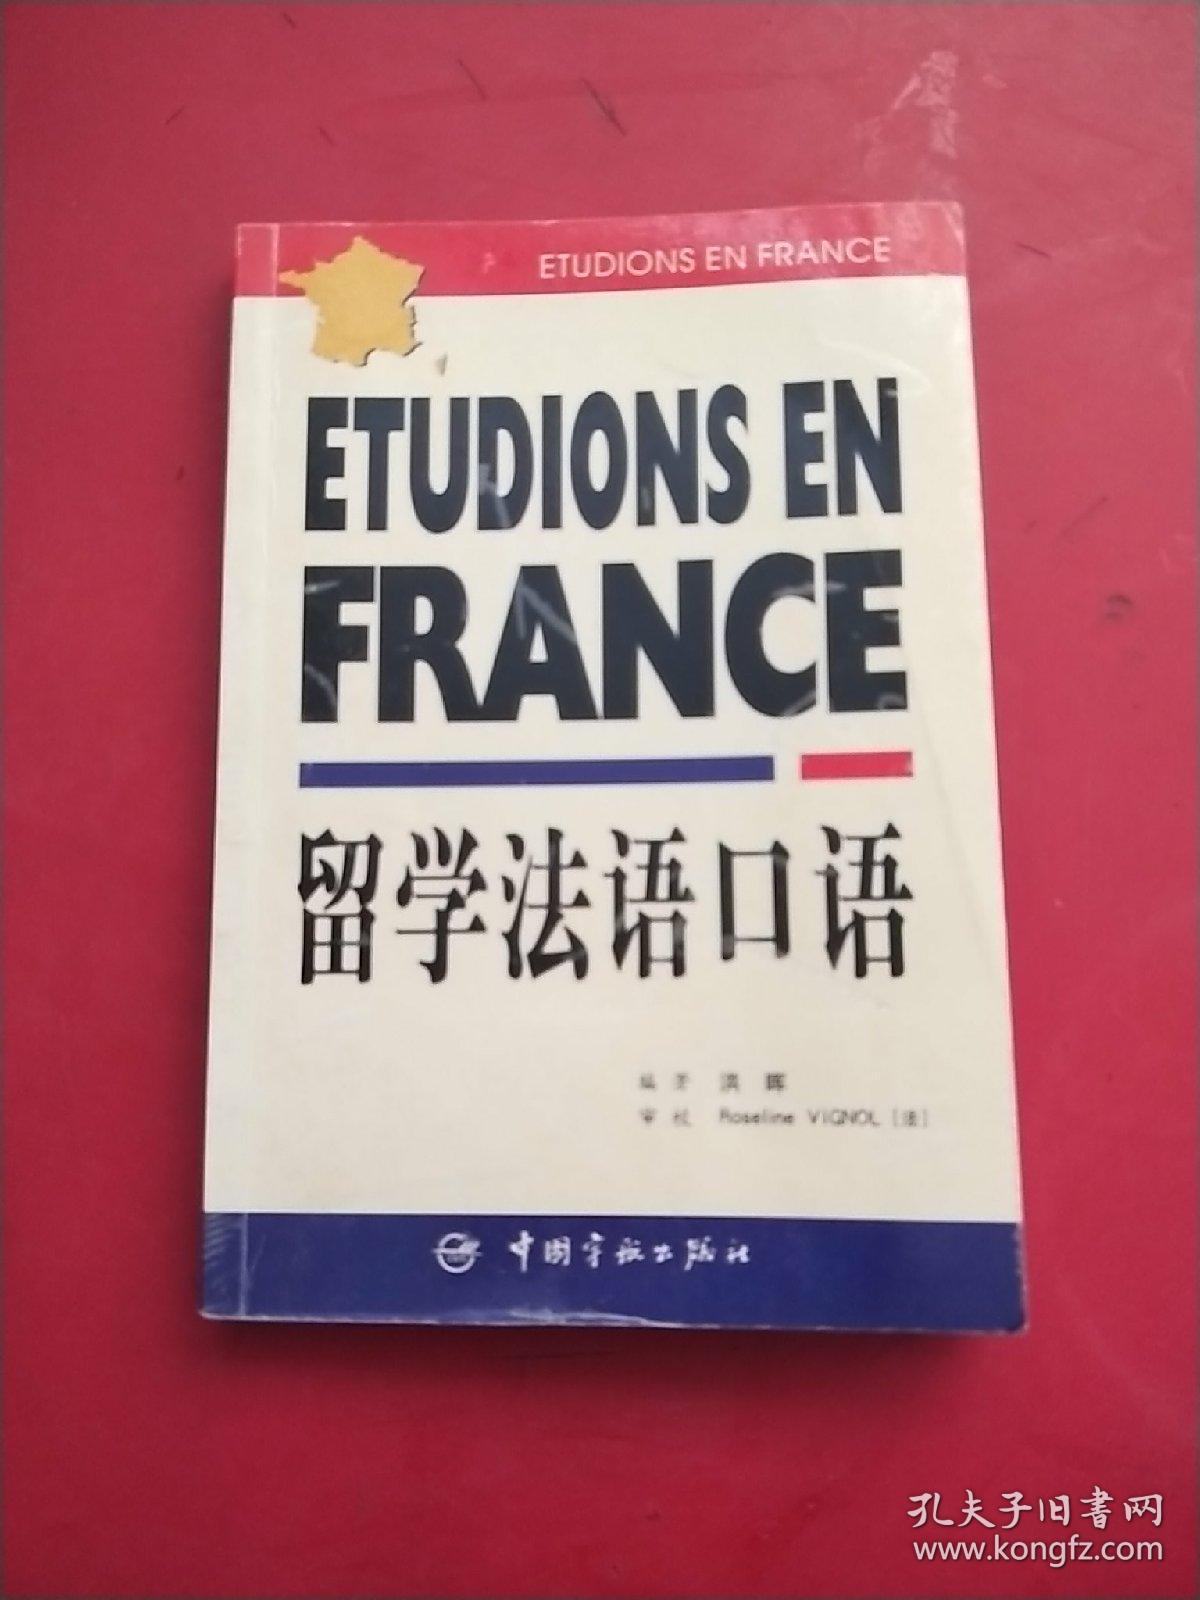 ETUDIONS EN FRANCE
ETUDIONS EN
FRANCE
留学法语口语
编著 洪晖
审校 Roseline VIGNOL [法]
中国宇航出版社
孔夫子旧书网
www.kongfz.com